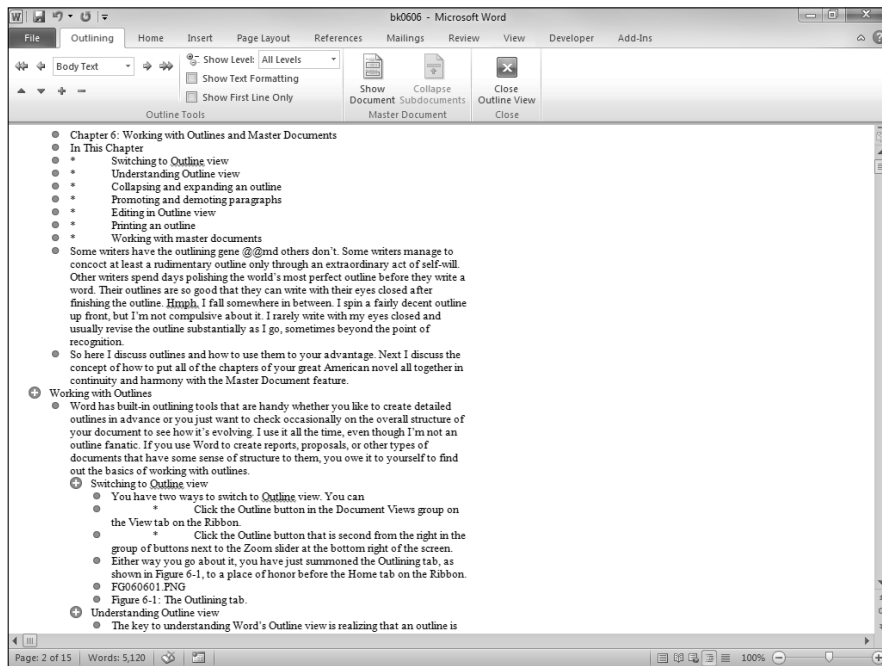 W
bk0606 - Microsoft Word
File Outlining Home Insert Page Layout References Mailings Review View Developer Add-Ins
Body Text
Show Level: All Levels
Show Text Formatting
Show First Line Only
Outline Tools
Show Document
Collapse Subdocuments
Master Document
Close Outline View
Close
Chapter 6: Working with Outlines and Master Documents
In This Chapter
* Switching to Outline view
* Understanding Outline view
* Collapsing and expanding an outline
* Promoting and demoting paragraphs
* Editing in Outline view
* Printing an outline
* Working with master documents
Some writers have the outlining gene @@md others don't. Some writers manage to
concoct at least a rudimentary outline only through an extraordinary act of self-will.
Other writers spend days polishing the world's most perfect outline before they write a
word. Their outlines are so good that they can write with their eyes closed after
finishing the outline. Hmph. I fall somewhere in between. I spin a fairly decent outline
up front, but I'm not compulsive about it. I rarely write with my eyes closed and
usually revise the outline substantially as I go, sometimes beyond the point of
recognition.
So here I discuss outlines and how to use them to your advantage. Next I discuss the
concept of how to put all of the chapters of your great American novel all together in
continuity and harmony with the Master Document feature.
Working with Outlines
Word has built-in outlining tools that are handy whether you like to create detailed
outlines in advance or you just want to check occasionally on the overall structure of
your document to see how it's evolving. I use it all the time, even though I'm not an
outline fanatic. If you use Word to create reports, proposals, or other types of
documents that have some sense of structure to them, you owe it to yourself to find
out the basics of working with outlines.
Switching to Outline view
You have two ways to switch to Outline view. You can
* Click the Outline button in the Document Views group on
the View tab on the Ribbon.
* Click the Outline button that is second from the right in the
group of buttons next to the Zoom slider at the bottom right of the screen.
Either way you go about it, you have just summoned the Outlining tab, as
shown in Figure 6-1, to a place of honor before the Home tab on the Ribbon.
FG060601.PNG
Figure 6-1: The Outlining tab.
Understanding Outline view
The key to understanding Word's Outline view is realizing that an outline is
Page: 2 of 15 Words: 5,120 100%